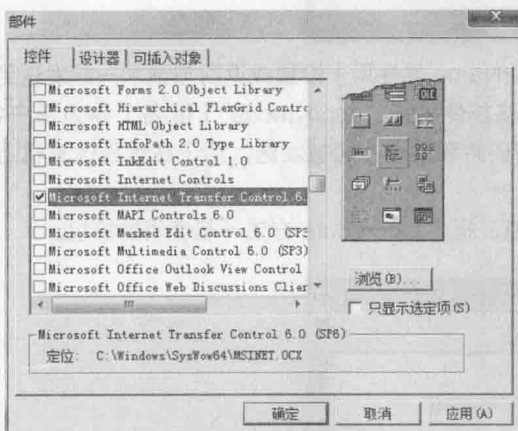 部件
控件 设计器 可插入对象
Microsoft Forms 2.0 Object Library
Microsoft Hierarchical FlexGrid Contrc
Microsoft HTML Object Library
Microsoft InfoPath 2.0 Type Library
Microsoft InkEdit Control 1.0
Microsoft Internet Controls
Microsoft Internet Transfer Control 6.
Microsoft MAPI Controls 6.0
Microsoft Masked Edit Control 6.0 (SP3
Microsoft Multimedia Control 6.0 (SP3)
Microsoft Office Outlook View Control
Microsoft Office Web Discussions Clier
浏览(B)...
只显示选定项(S)
Microsoft Internet Transfer Control 6.0 (SP6)
定位: C:\Windows\SysWow64\MSINET.OCX
确定 取消 应用(A)